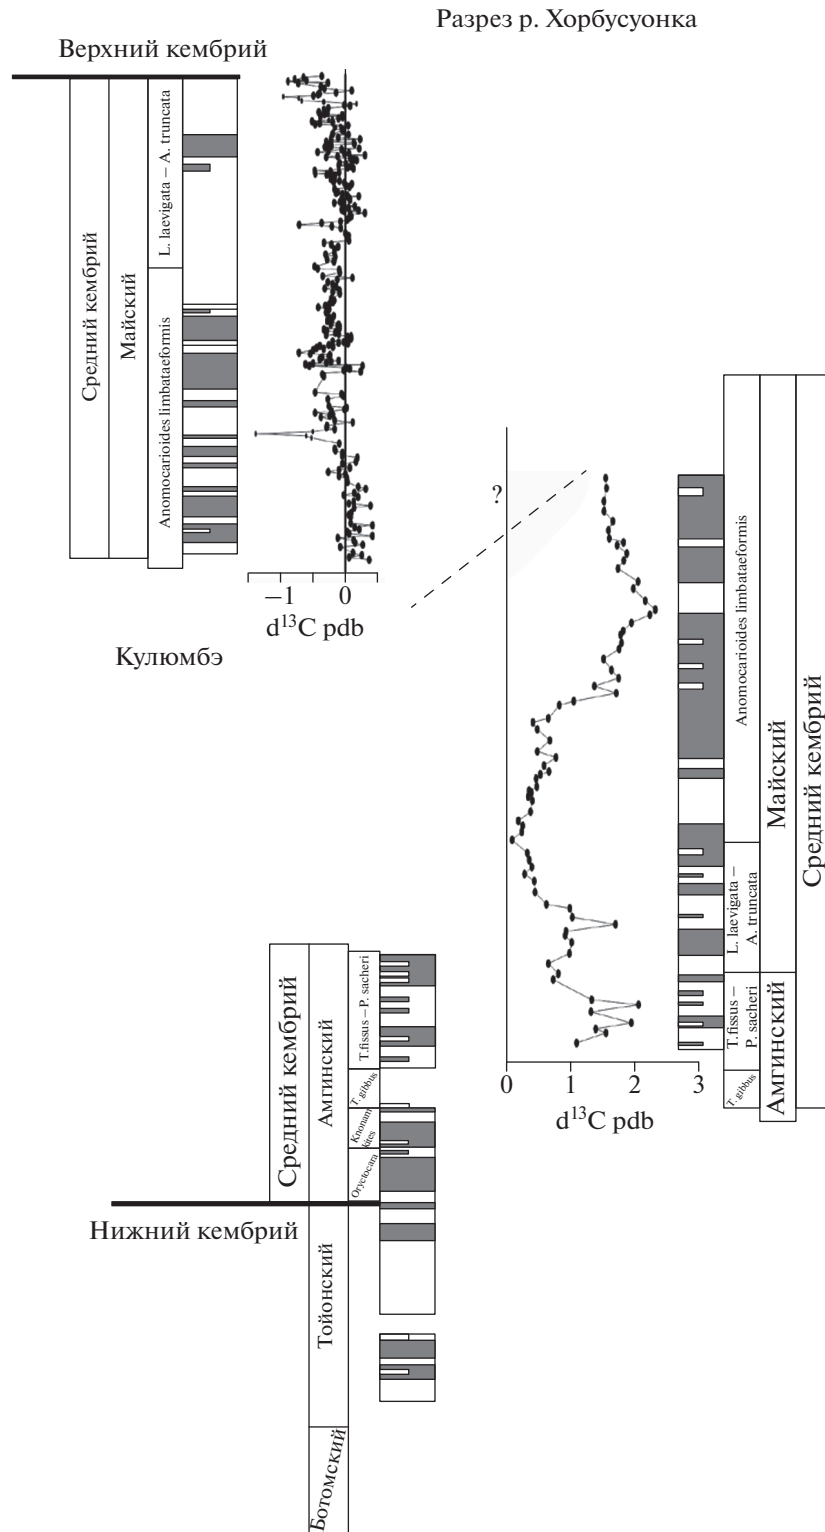 Разрез р. Хорбусуонка
Верхний кембрий
Средний кембрий
Майский
L. laevigata – A. truncata
Anomocarioides limbataeformis
–1 0
d¹³C pdb
Кулюмбэ
?
0 1 2 3
d¹³C pdb
Anomocarioides limbataeformis
L. laevigata –
A. truncata
T.fissus –
P. sacheri
T. gibbus
Майский
Амгинский
Средний кембрий
Средний кембрий
Амгинский
T.fissus – P. sacheri
T. gibbus
Knonam
kites
Oryctocara
Нижний кембрий
Тойонский
Ботомский